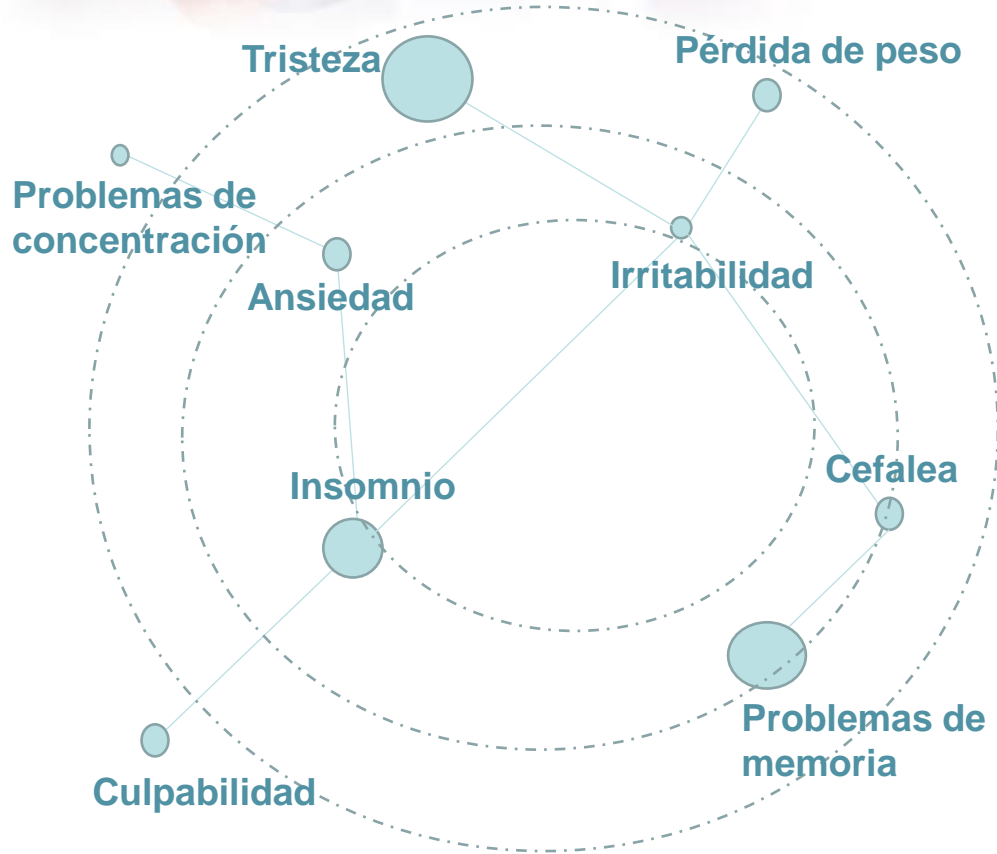 Tristeza
Pérdida de peso
Problemas de
concentración
Ansiedad
Irritabilidad
Insomnio
Cefalea
Problemas de
memoria
Culpabilidad